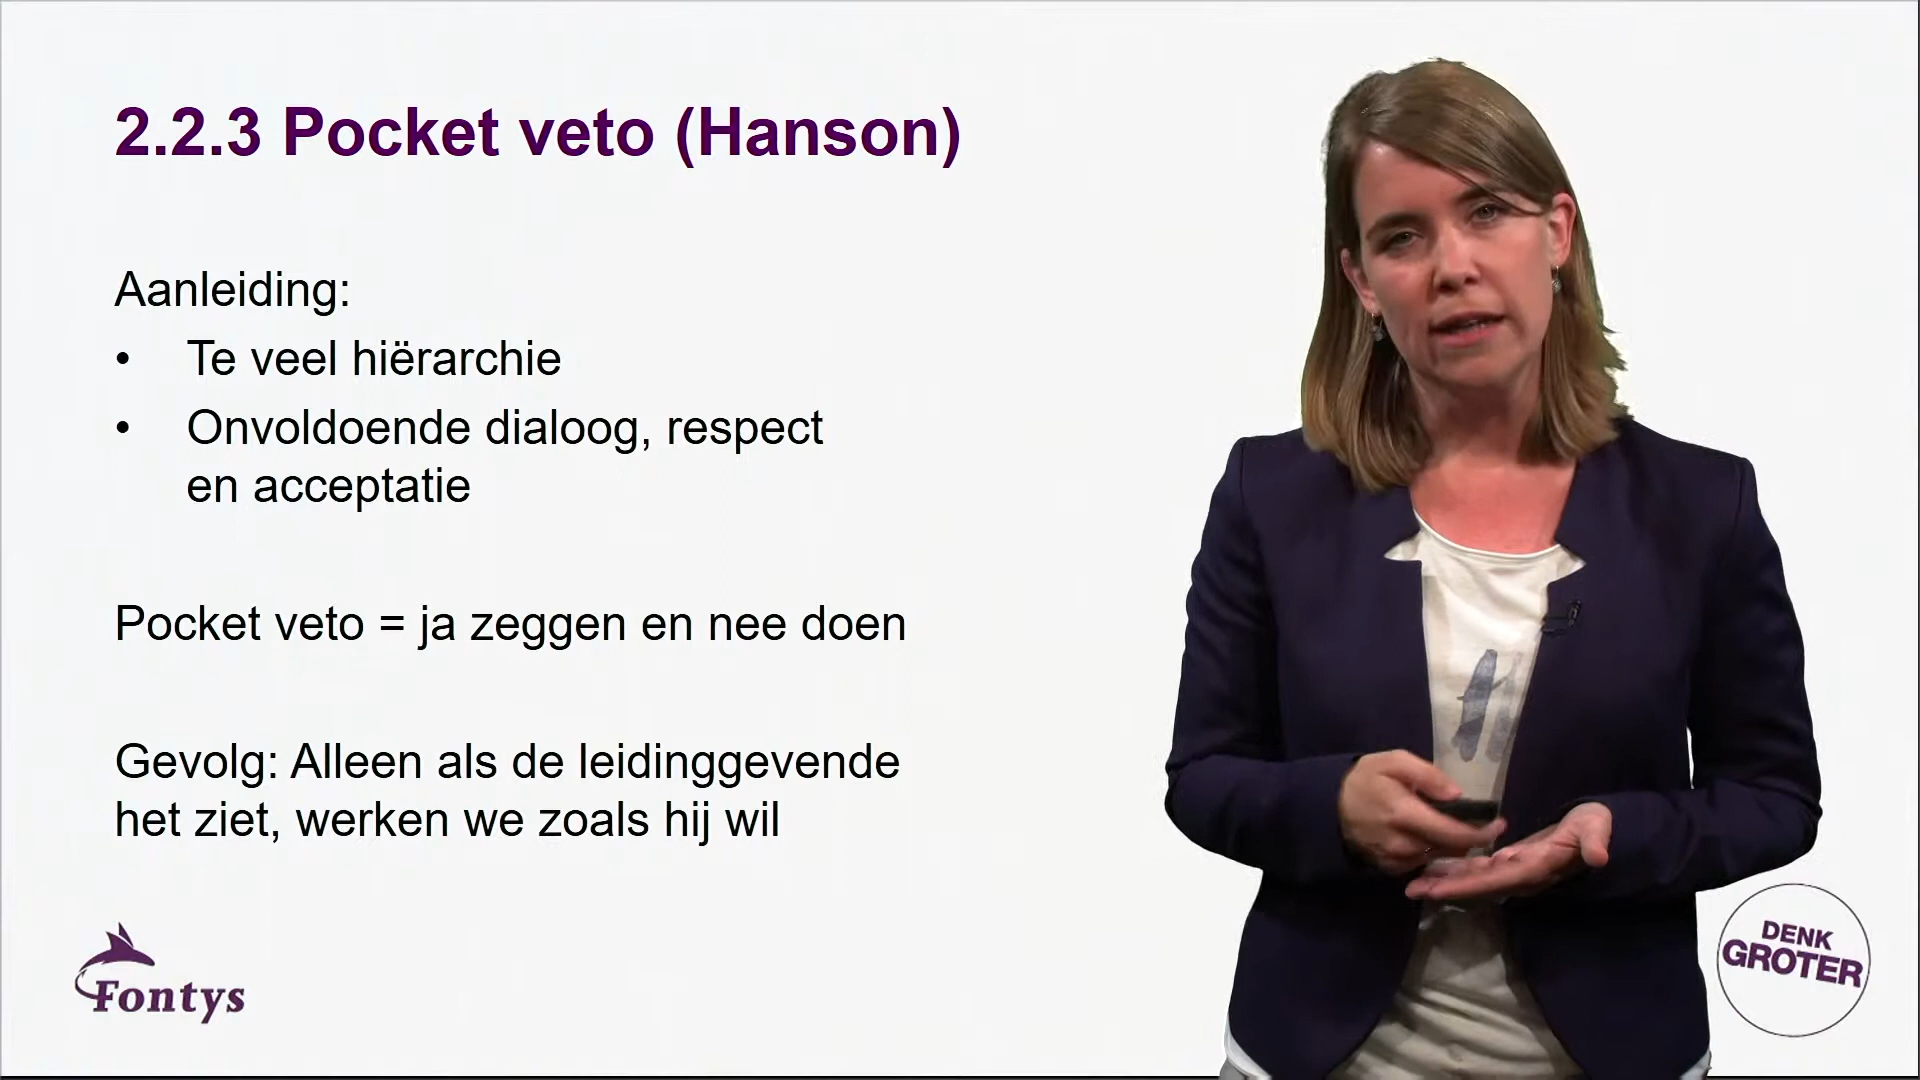 2.2.3 Pocket veto (Hanson)
Aanleiding:
• Te veel hiërarchie
• Onvoldoende dialoog, respect
en acceptatie
Pocket veto = ja zeggen en nee doen
Gevolg: Alleen als de leidinggevende
het ziet, werken we zoals hij wil
Fontys
DENK
GROTER